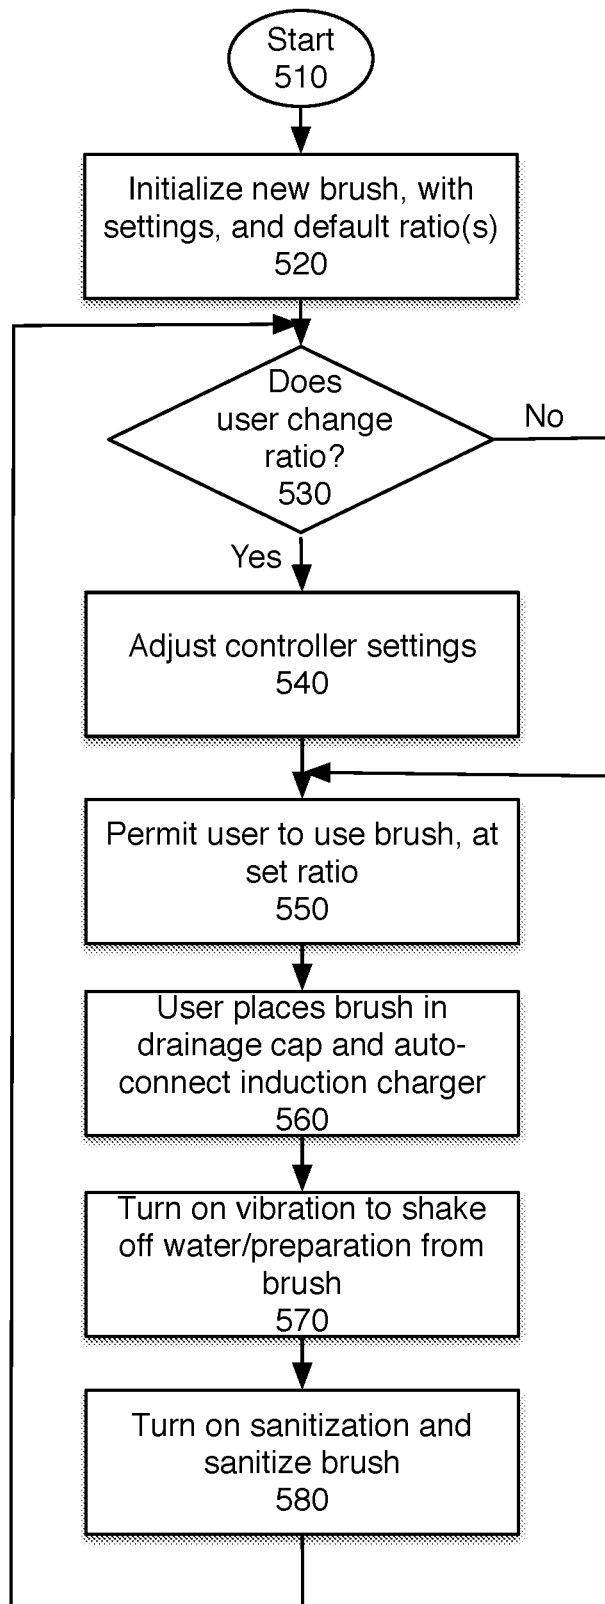 Start
510
Initialize new brush, with
settings, and default ratio(s)
520
Does
user change
ratio?
530
No
Yes
Adjust controller settings
540
Permit user to use brush, at
set ratio
550
User places brush in
drainage cap and auto-
connect induction charger
560
Turn on vibration to shake
off water/preparation from
brush
570
Turn on sanitization and
sanitize brush
580